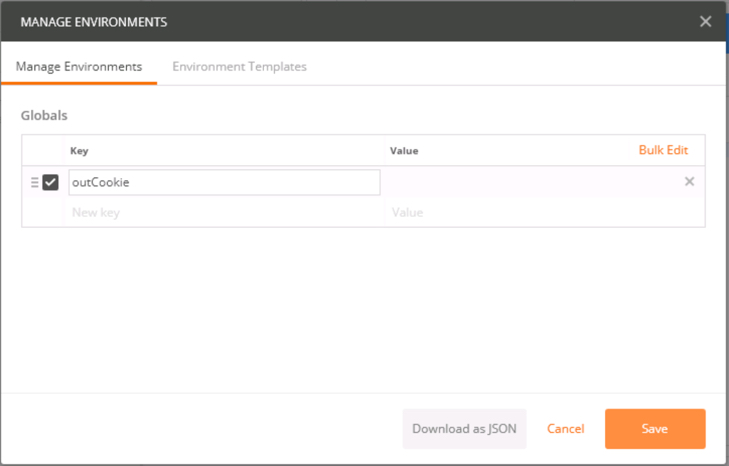 MANAGE ENVIRONMENTS
Manage Environments Environment Templates
Globals
Key Value Bulk Edit
outCookie
New key Value
Download as JSON Cancel Save